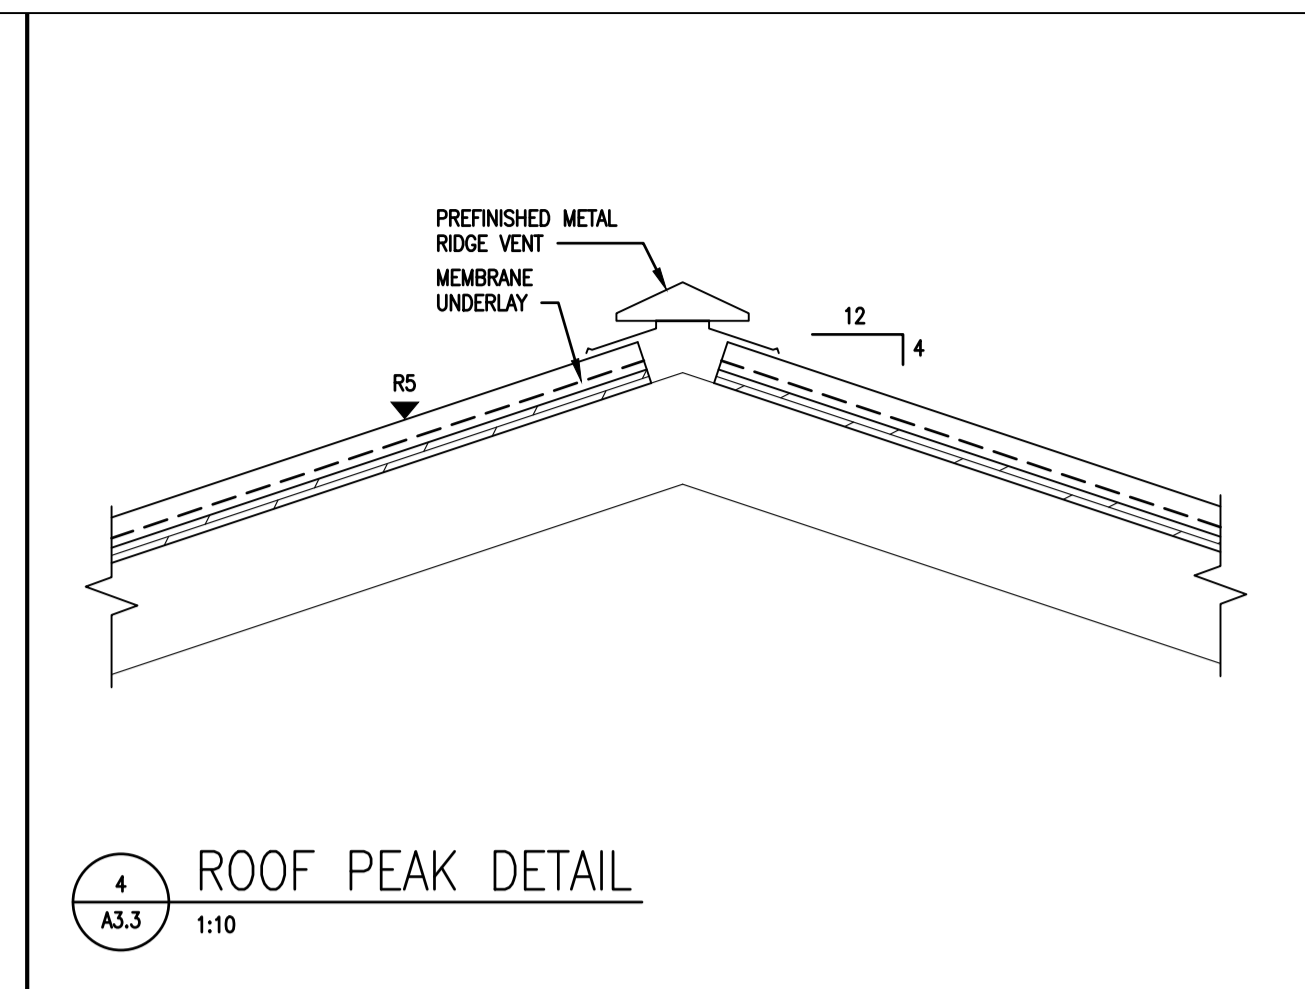 PREFINISHED METAL
RIDGE VENT
MEMBRANE
UNDERLAY
12
4
R5
ROOF PEAK DETAIL
4
A3.3
1:10